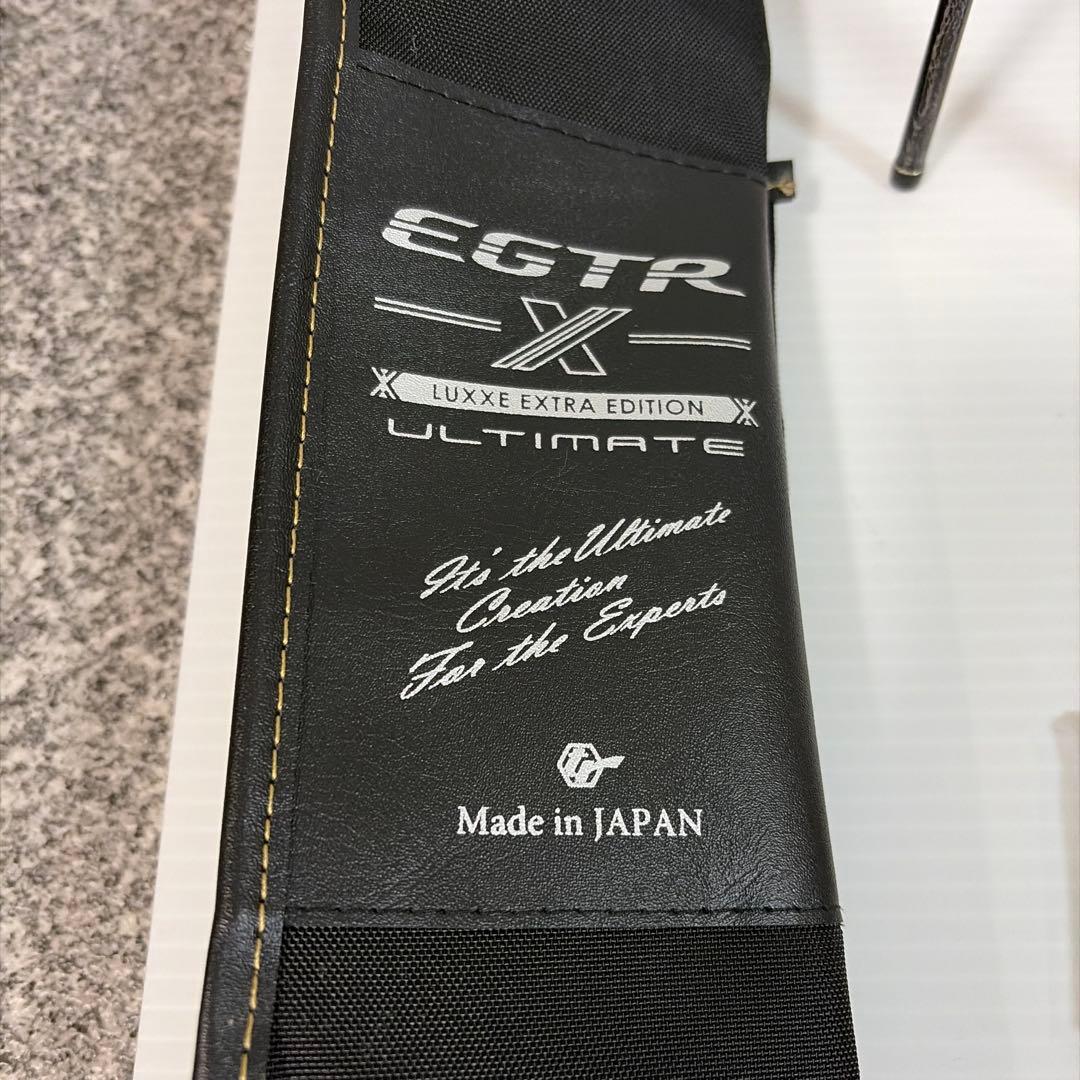 EGTR
X
LUXXE EXTRA EDITION
ULTIMATE
It's the Ultimate
Creation
For the Experts
Made in JAPAN